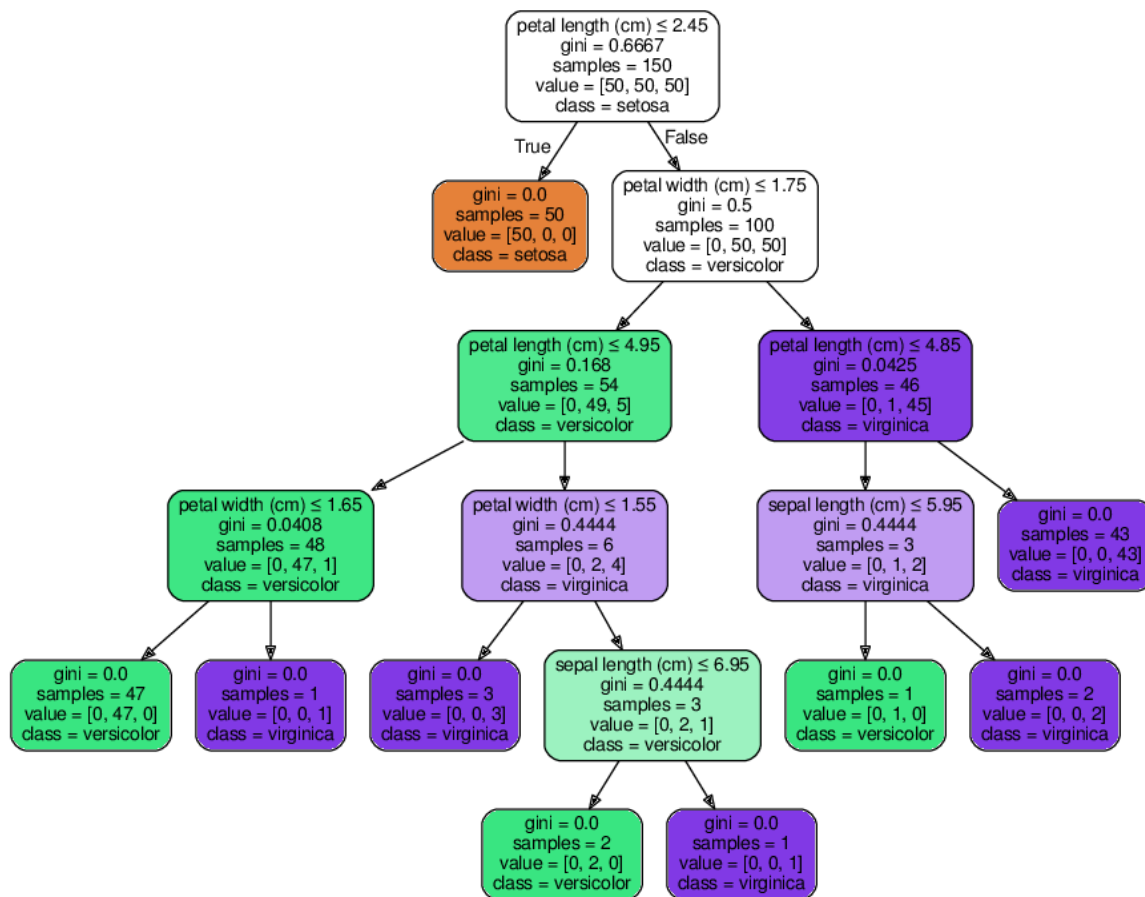 petal length (cm) ≤ 2.45
gini = 0.6667
samples = 150
value = [50, 50, 50]
class = setosa
True
False
gini = 0.0
samples = 50
value = [50, 0, 0]
class = setosa
petal width (cm) ≤ 1.75
gini = 0.5
samples = 100
value = [0, 50, 50]
class = versicolor
petal length (cm) ≤ 4.95
gini = 0.168
samples = 54
value = [0, 49, 5]
class = versicolor
petal length (cm) ≤ 4.85
gini = 0.0425
samples = 46
value = [0, 1, 45]
class = virginica
petal width (cm) ≤ 1.65
gini = 0.0408
samples = 48
value = [0, 47, 1]
class = versicolor
petal width (cm) ≤ 1.55
gini = 0.4444
samples = 6
value = [0, 2, 4]
class = virginica
sepal length (cm) ≤ 5.95
gini = 0.4444
samples = 3
value = [0, 1, 2]
class = virginica
gini = 0.0
samples = 43
value = [0, 0, 43]
class = virginica
gini = 0.0
samples = 47
value = [0, 47, 0]
class = versicolor
gini = 0.0
samples = 1
value = [0, 0, 1]
class = virginica
gini = 0.0
samples = 3
value = [0, 0, 3]
class = virginica
sepal length (cm) ≤ 6.95
gini = 0.4444
samples = 3
value = [0, 2, 1]
class = versicolor
gini = 0.0
samples = 1
value = [0, 1, 0]
class = versicolor
gini = 0.0
samples = 2
value = [0, 0, 2]
class = virginica
gini = 0.0
samples = 2
value = [0, 2, 0]
class = versicolor
gini = 0.0
samples = 1
value = [0, 0, 1]
class = virginica